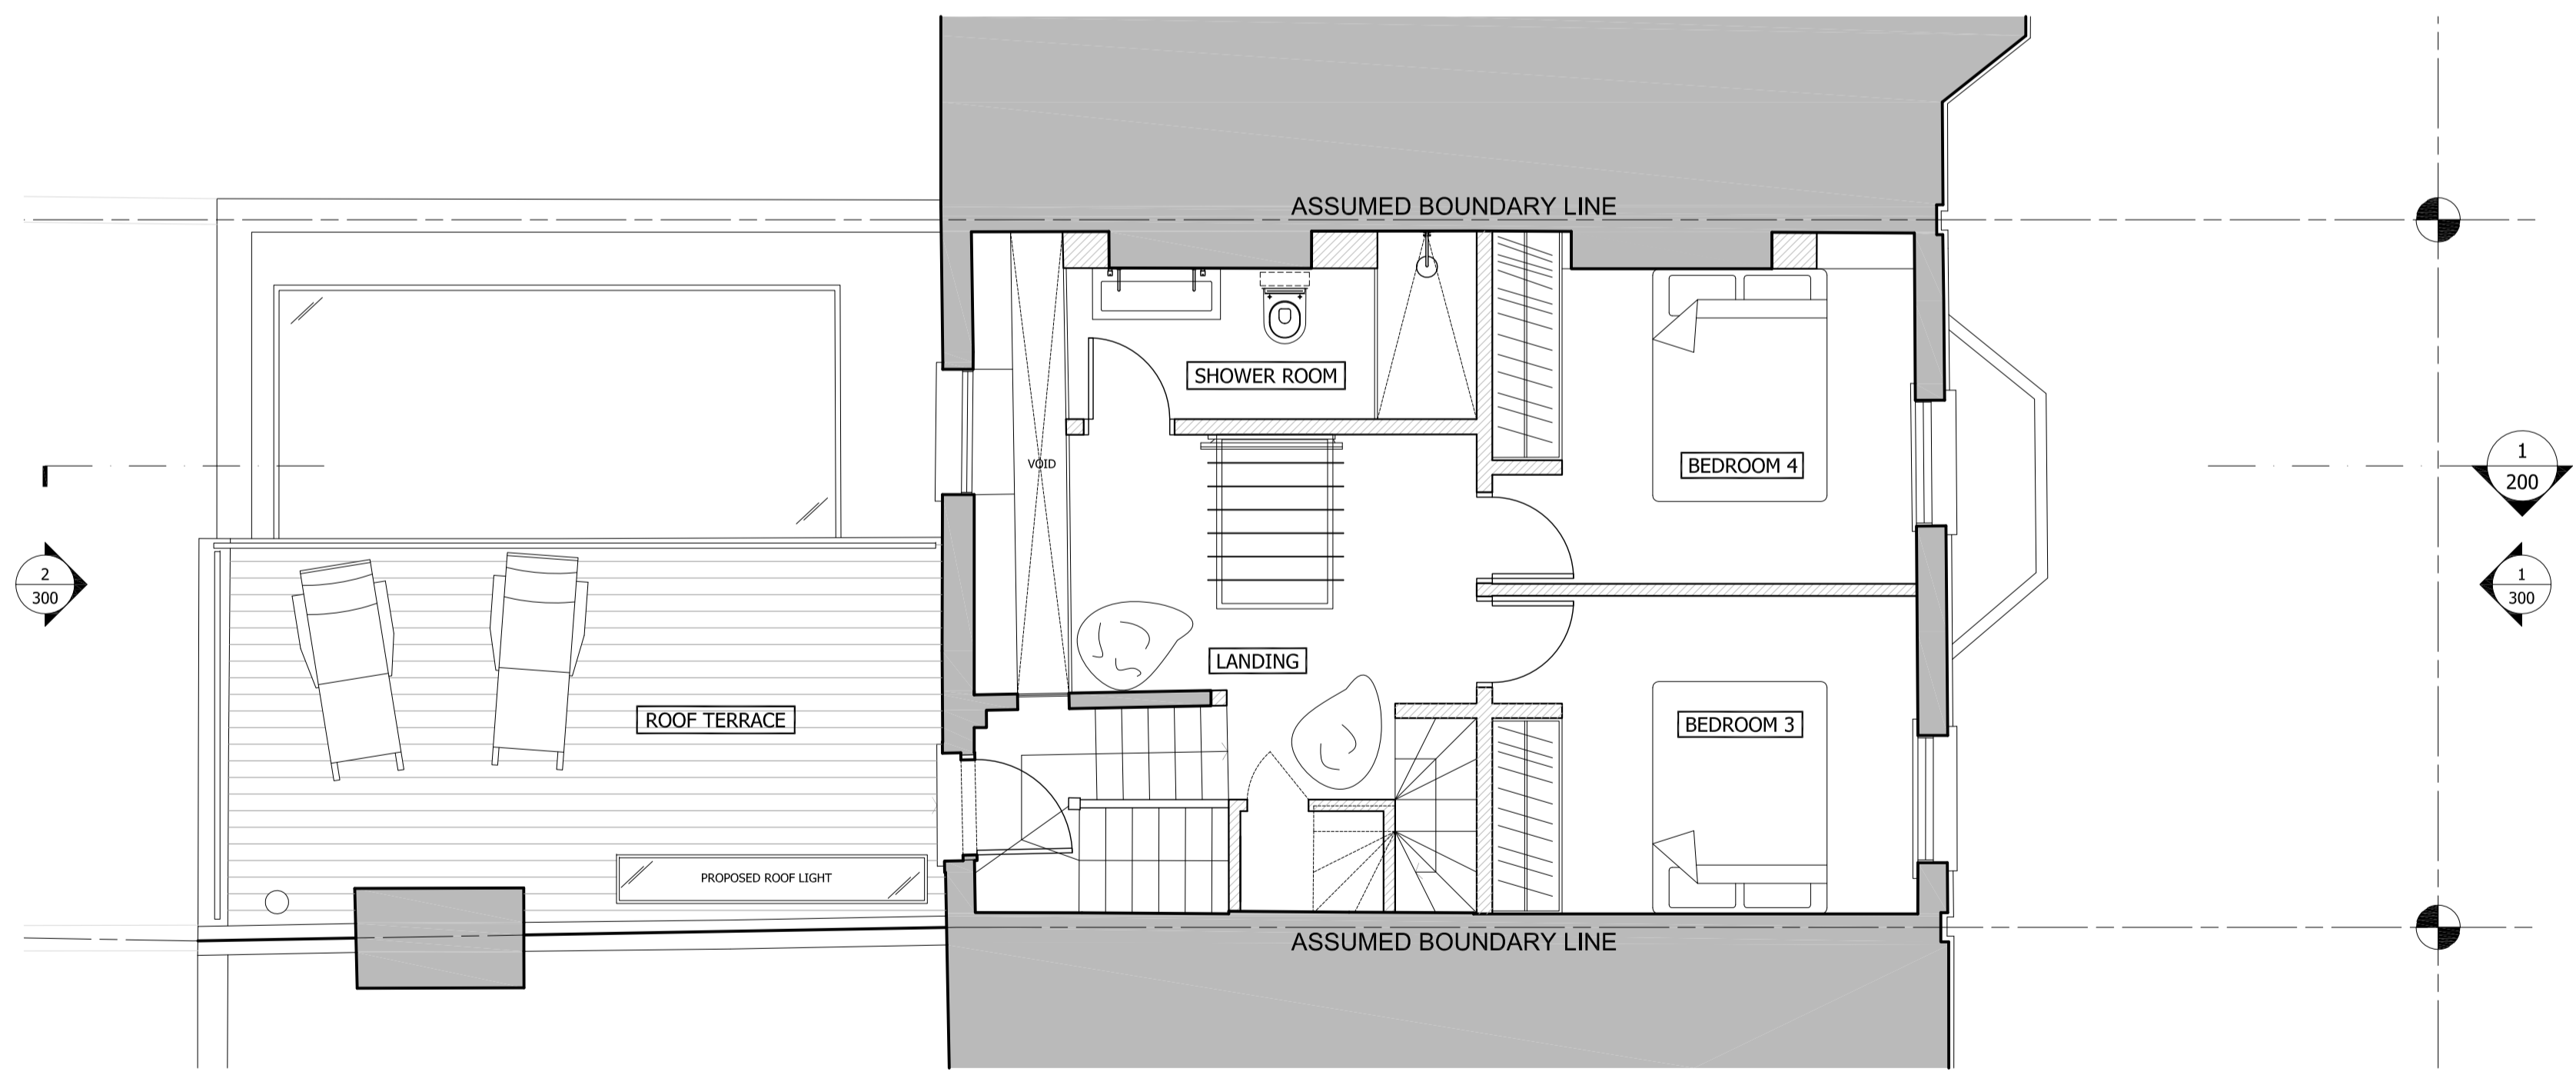 ASSUMED BOUNDARY LINE
SHOWER ROOM
VOID
BEDROOM 4
1
200
2
300
1
300
LANDING
ROOF TERRACE
BEDROOM 3
PROPOSED ROOF LIGHT
ASSUMED BOUNDARY LINE